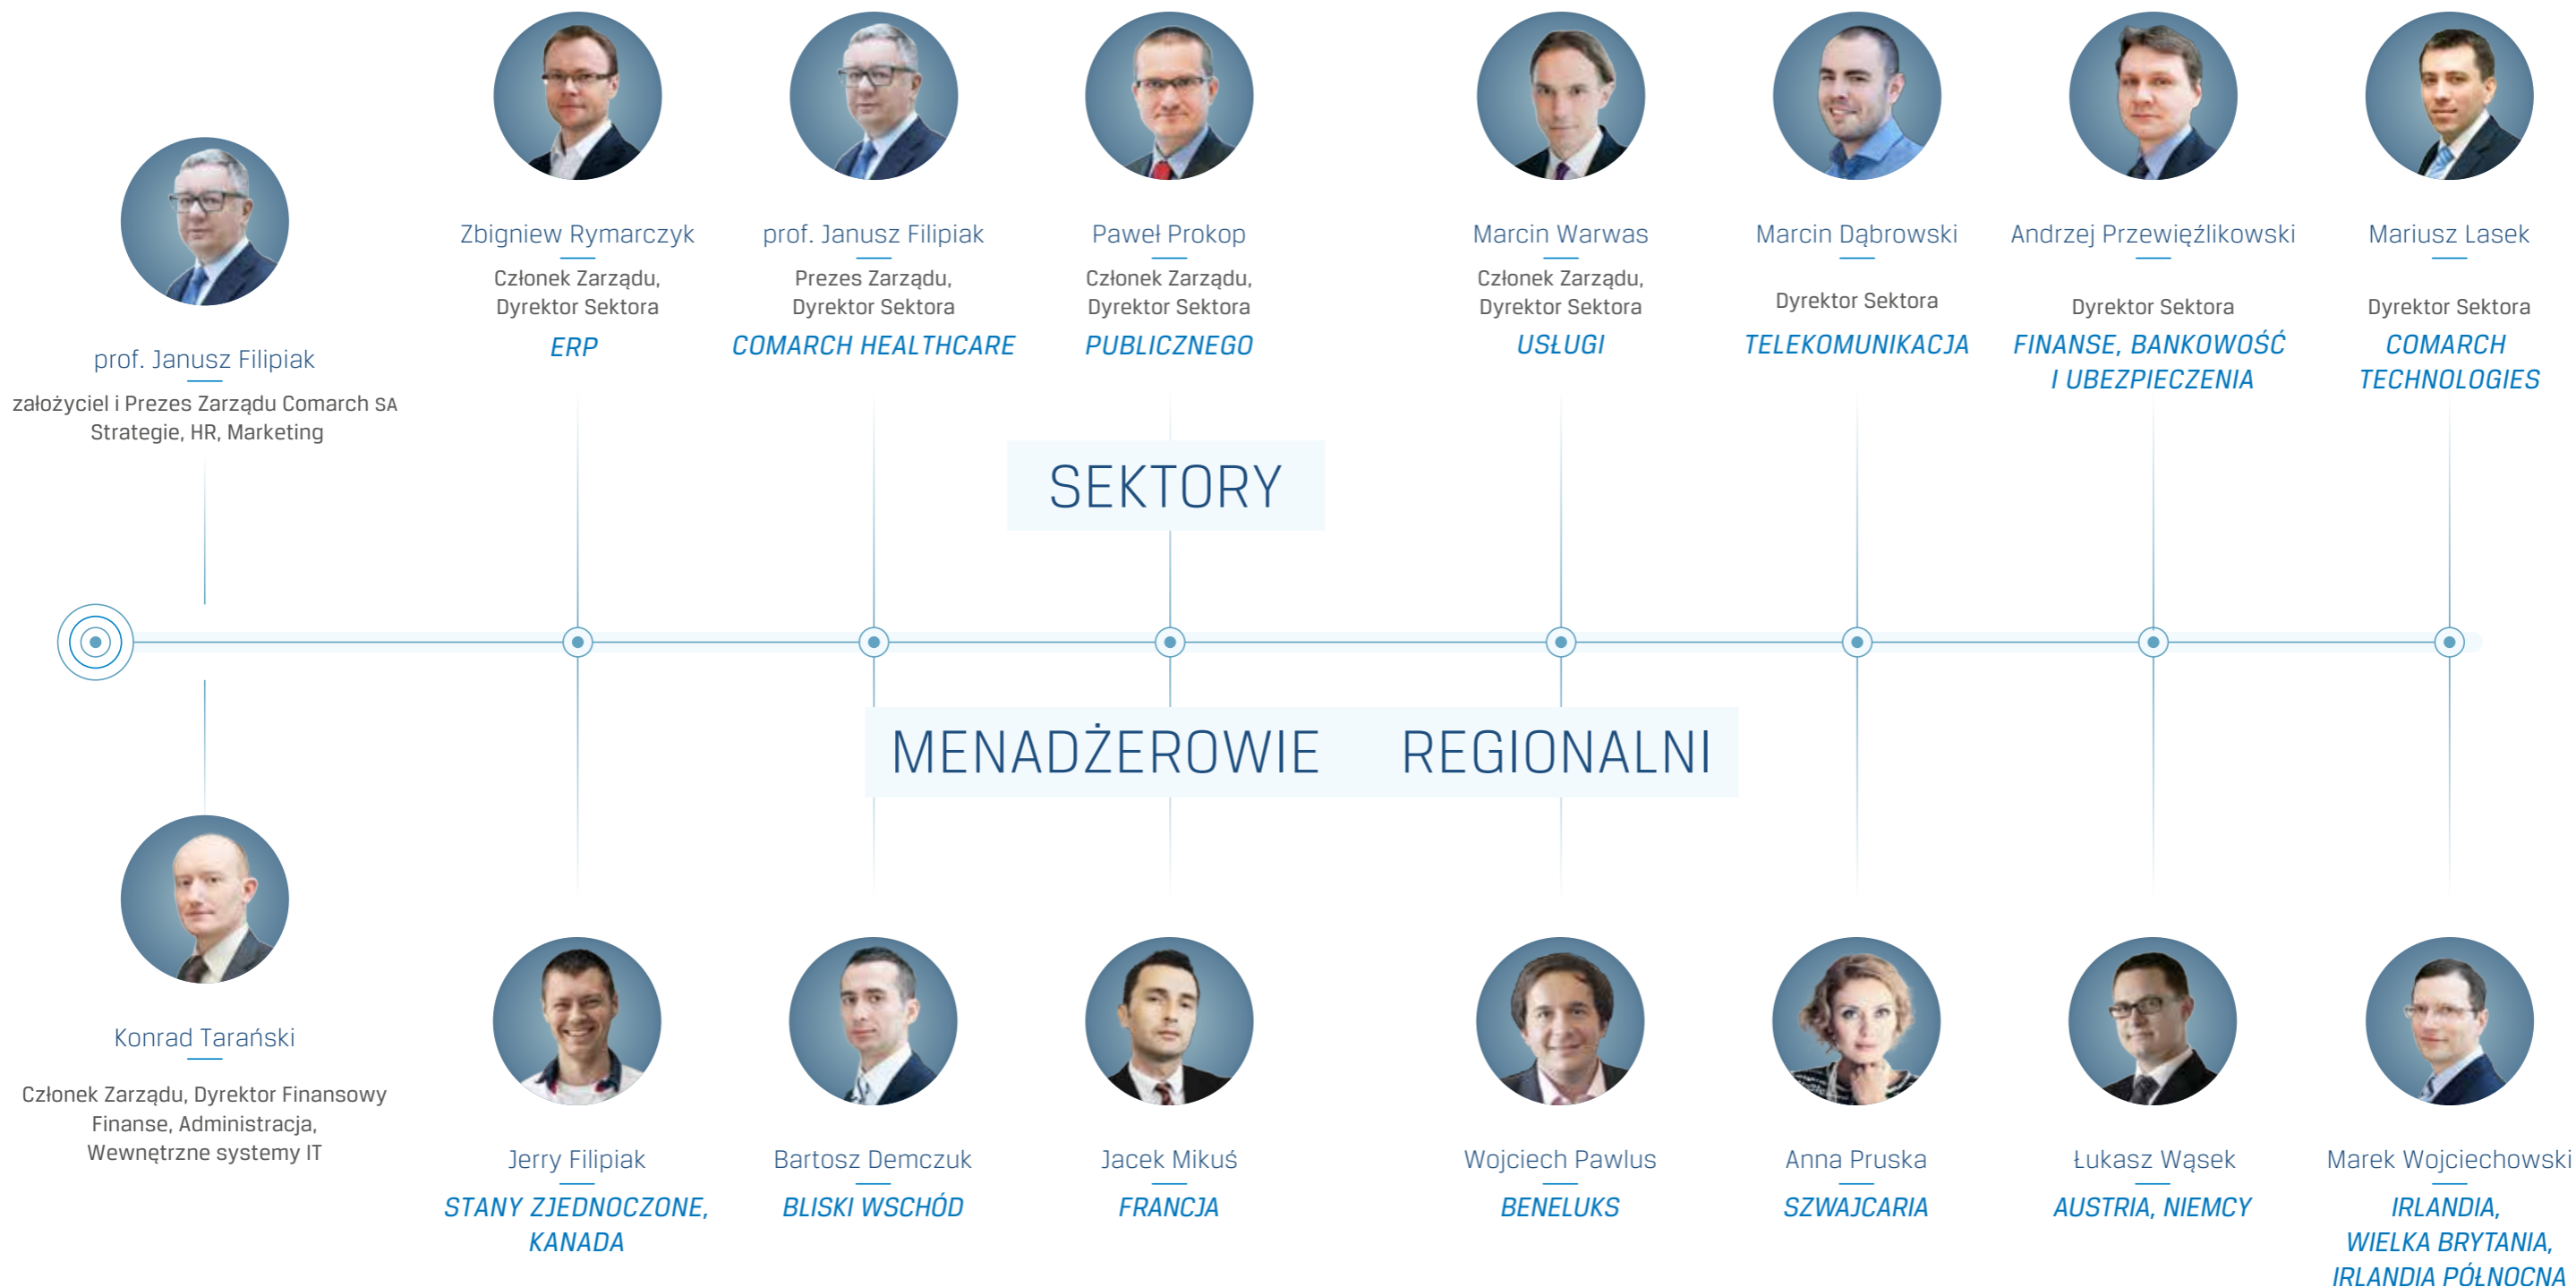 prof. Janusz Filipiak
założyciel i Prezes Zarządu Comarch SA
Strategie, HR, Marketing
Zbigniew Rymarczyk
Członek Zarządu,
Dyrektor Sektora
ERP
prof. Janusz Filipiak
Prezes Zarządu,
Dyrektor Sektora
COMARCH HEALTHCARE
Paweł Prokop
Członek Zarządu,
Dyrektor Sektora
PUBLICZNEGO
Marcin Warwas
Członek Zarządu,
Dyrektor Sektora
USŁUGI
Marcin Dąbrowski
Dyrektor Sektora
TELEKOMUNIKACJA
Andrzej Przewięźlikowski
Dyrektor Sektora
FINANSE, BANKOWOŚĆ
I UBEZPIECZENIA
Mariusz Lasek
Dyrektor Sektora
COMARCH
TECHNOLOGIES
SEKTORY
MENADŻEROWIE REGIONALNI
Konrad Tarański
Członek Zarządu, Dyrektor Finansowy
Finanse, Administracja,
Wewnętrzne systemy IT
Jerry Filipiak
STANY ZJEDNOCZONE,
KANADA
Bartosz Demczuk
BLISKI WSCHÓD
Jacek Mikuś
FRANCJA
Wojciech Pawlus
BENELUKS
Anna Pruska
SZWAJCARIA
Łukasz Wąsek
AUSTRIA, NIEMCY
Marek Wojciechowski
IRLANDIA,
WIELKA BRYTANIA,
IRLANDIA PÓŁNOCNA